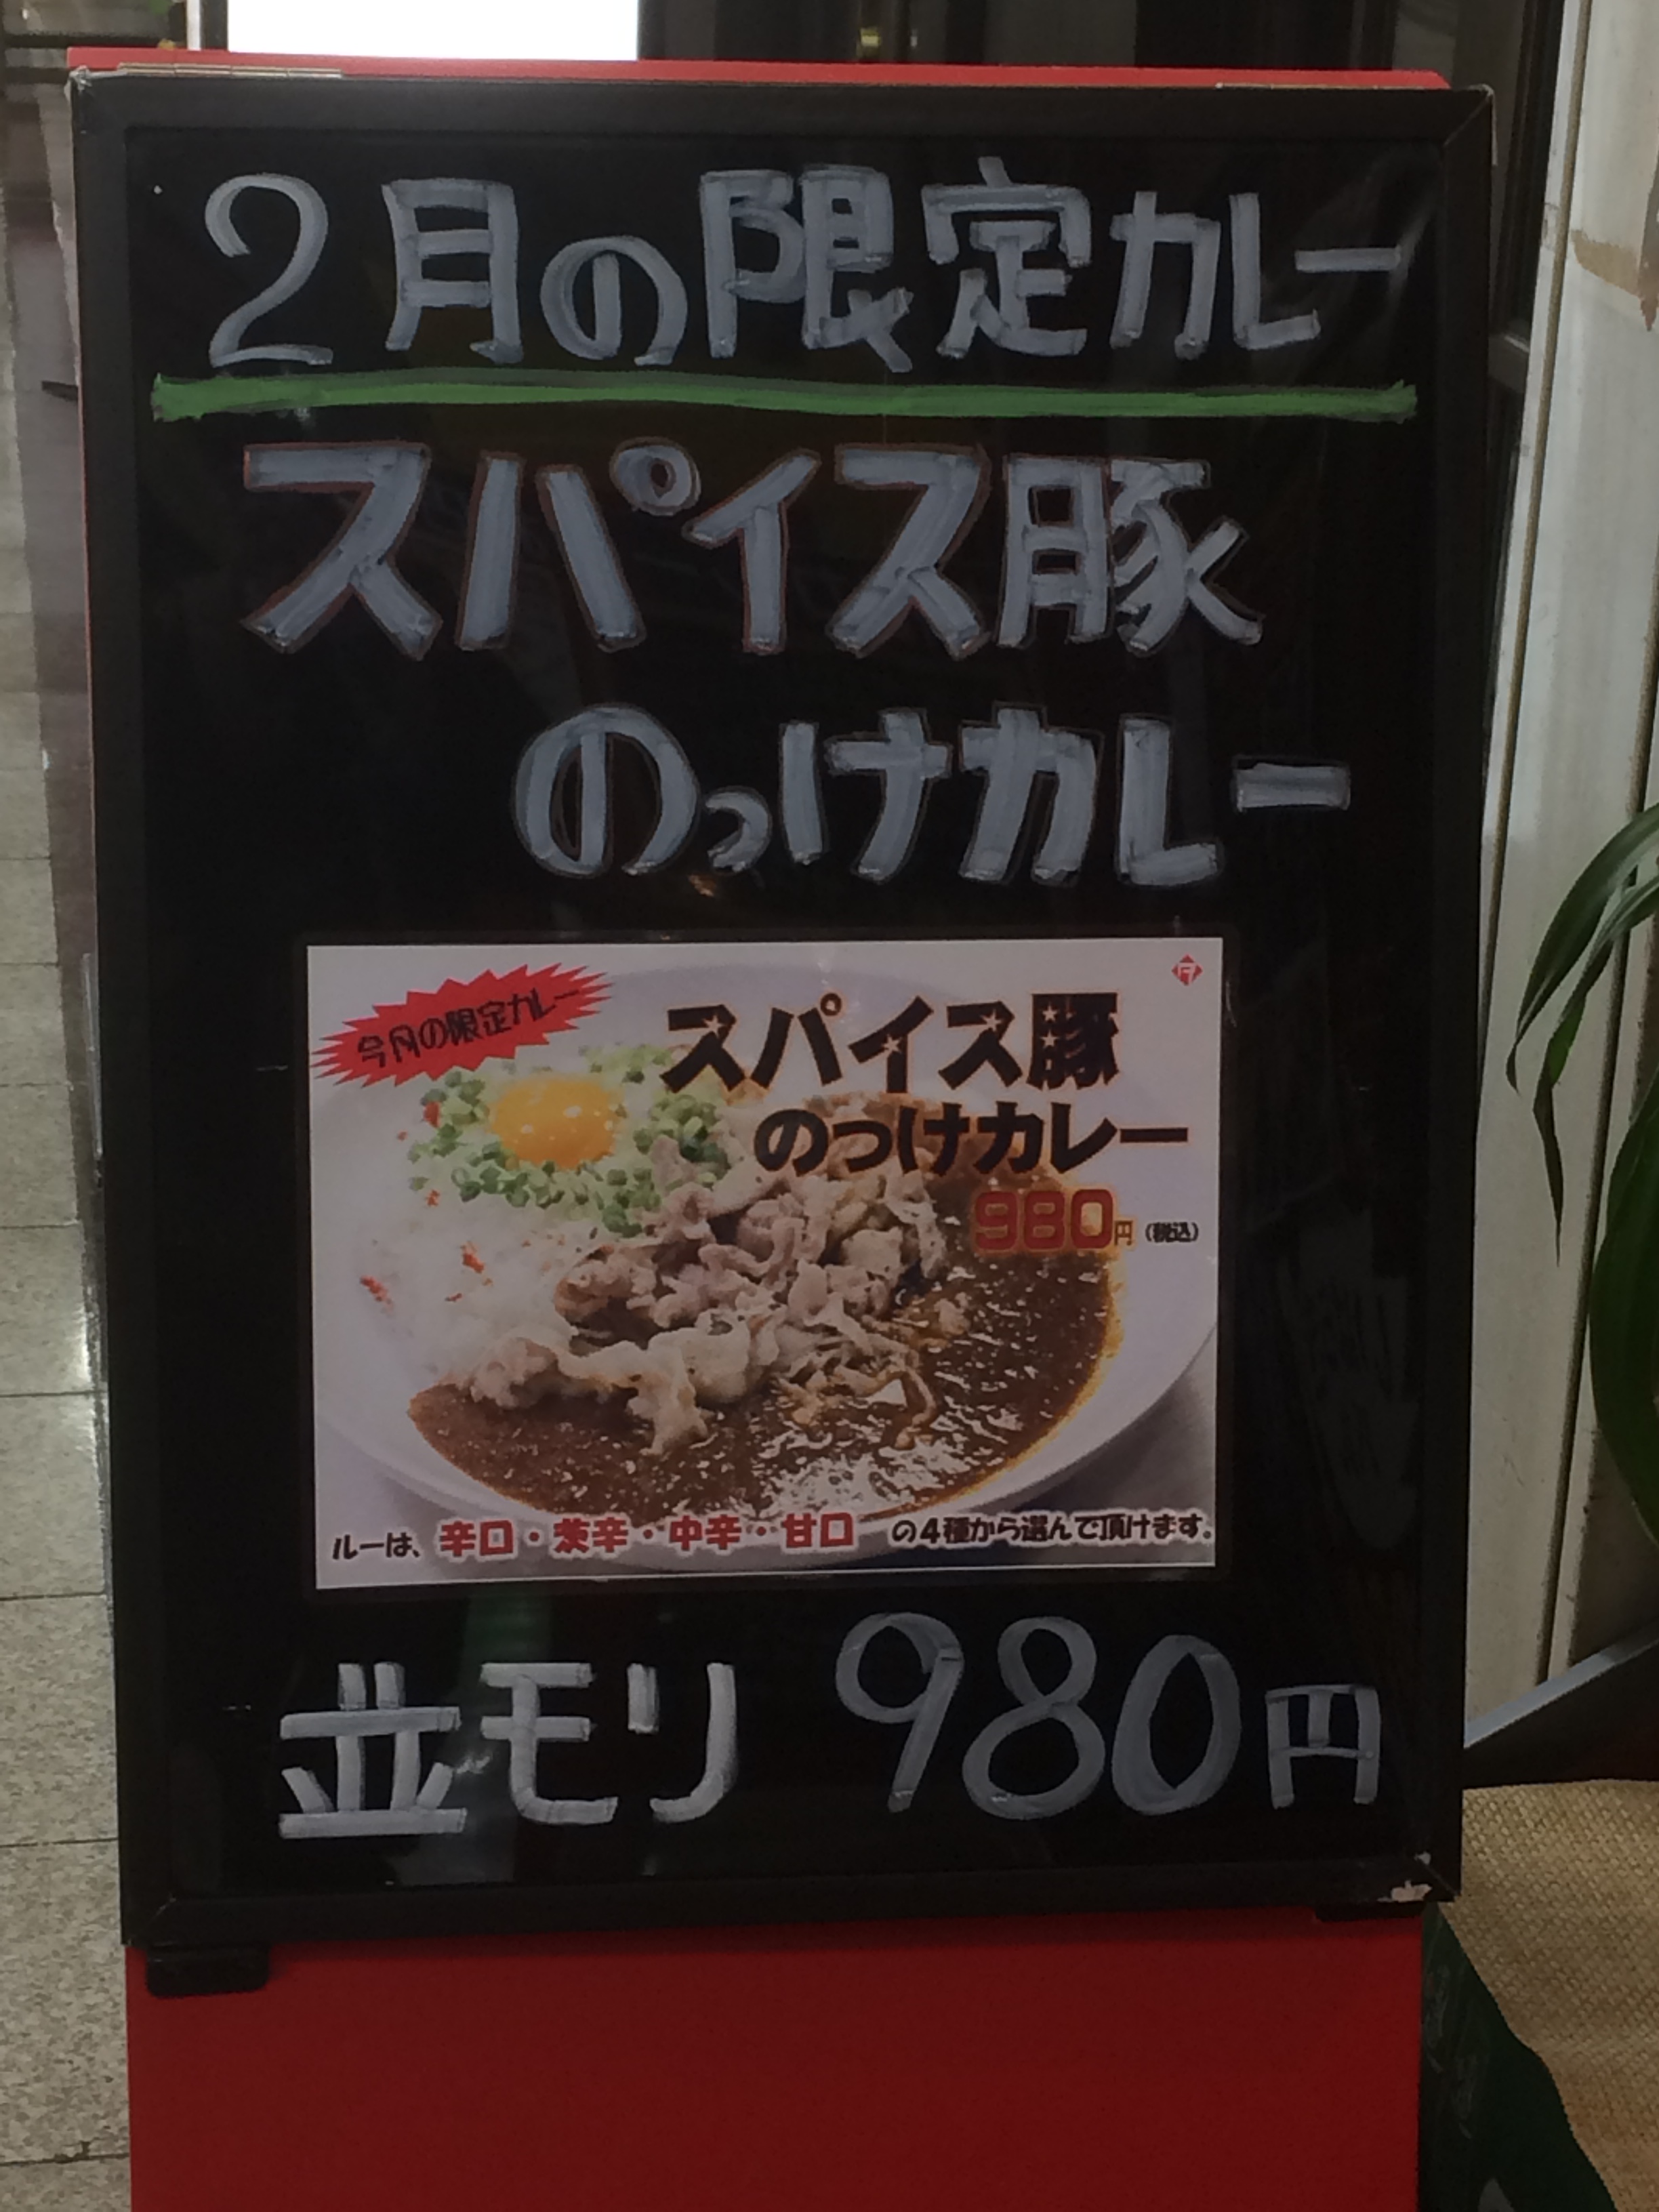 2月の限定カレー
スパイス豚
のっけカレー
今月の限定カレー
スパイス豚
のっけカレー
980円(税込)
ルーは、辛口・茨辛・中辛・甘口 の4種から選んで頂けます。
並モリ 980円